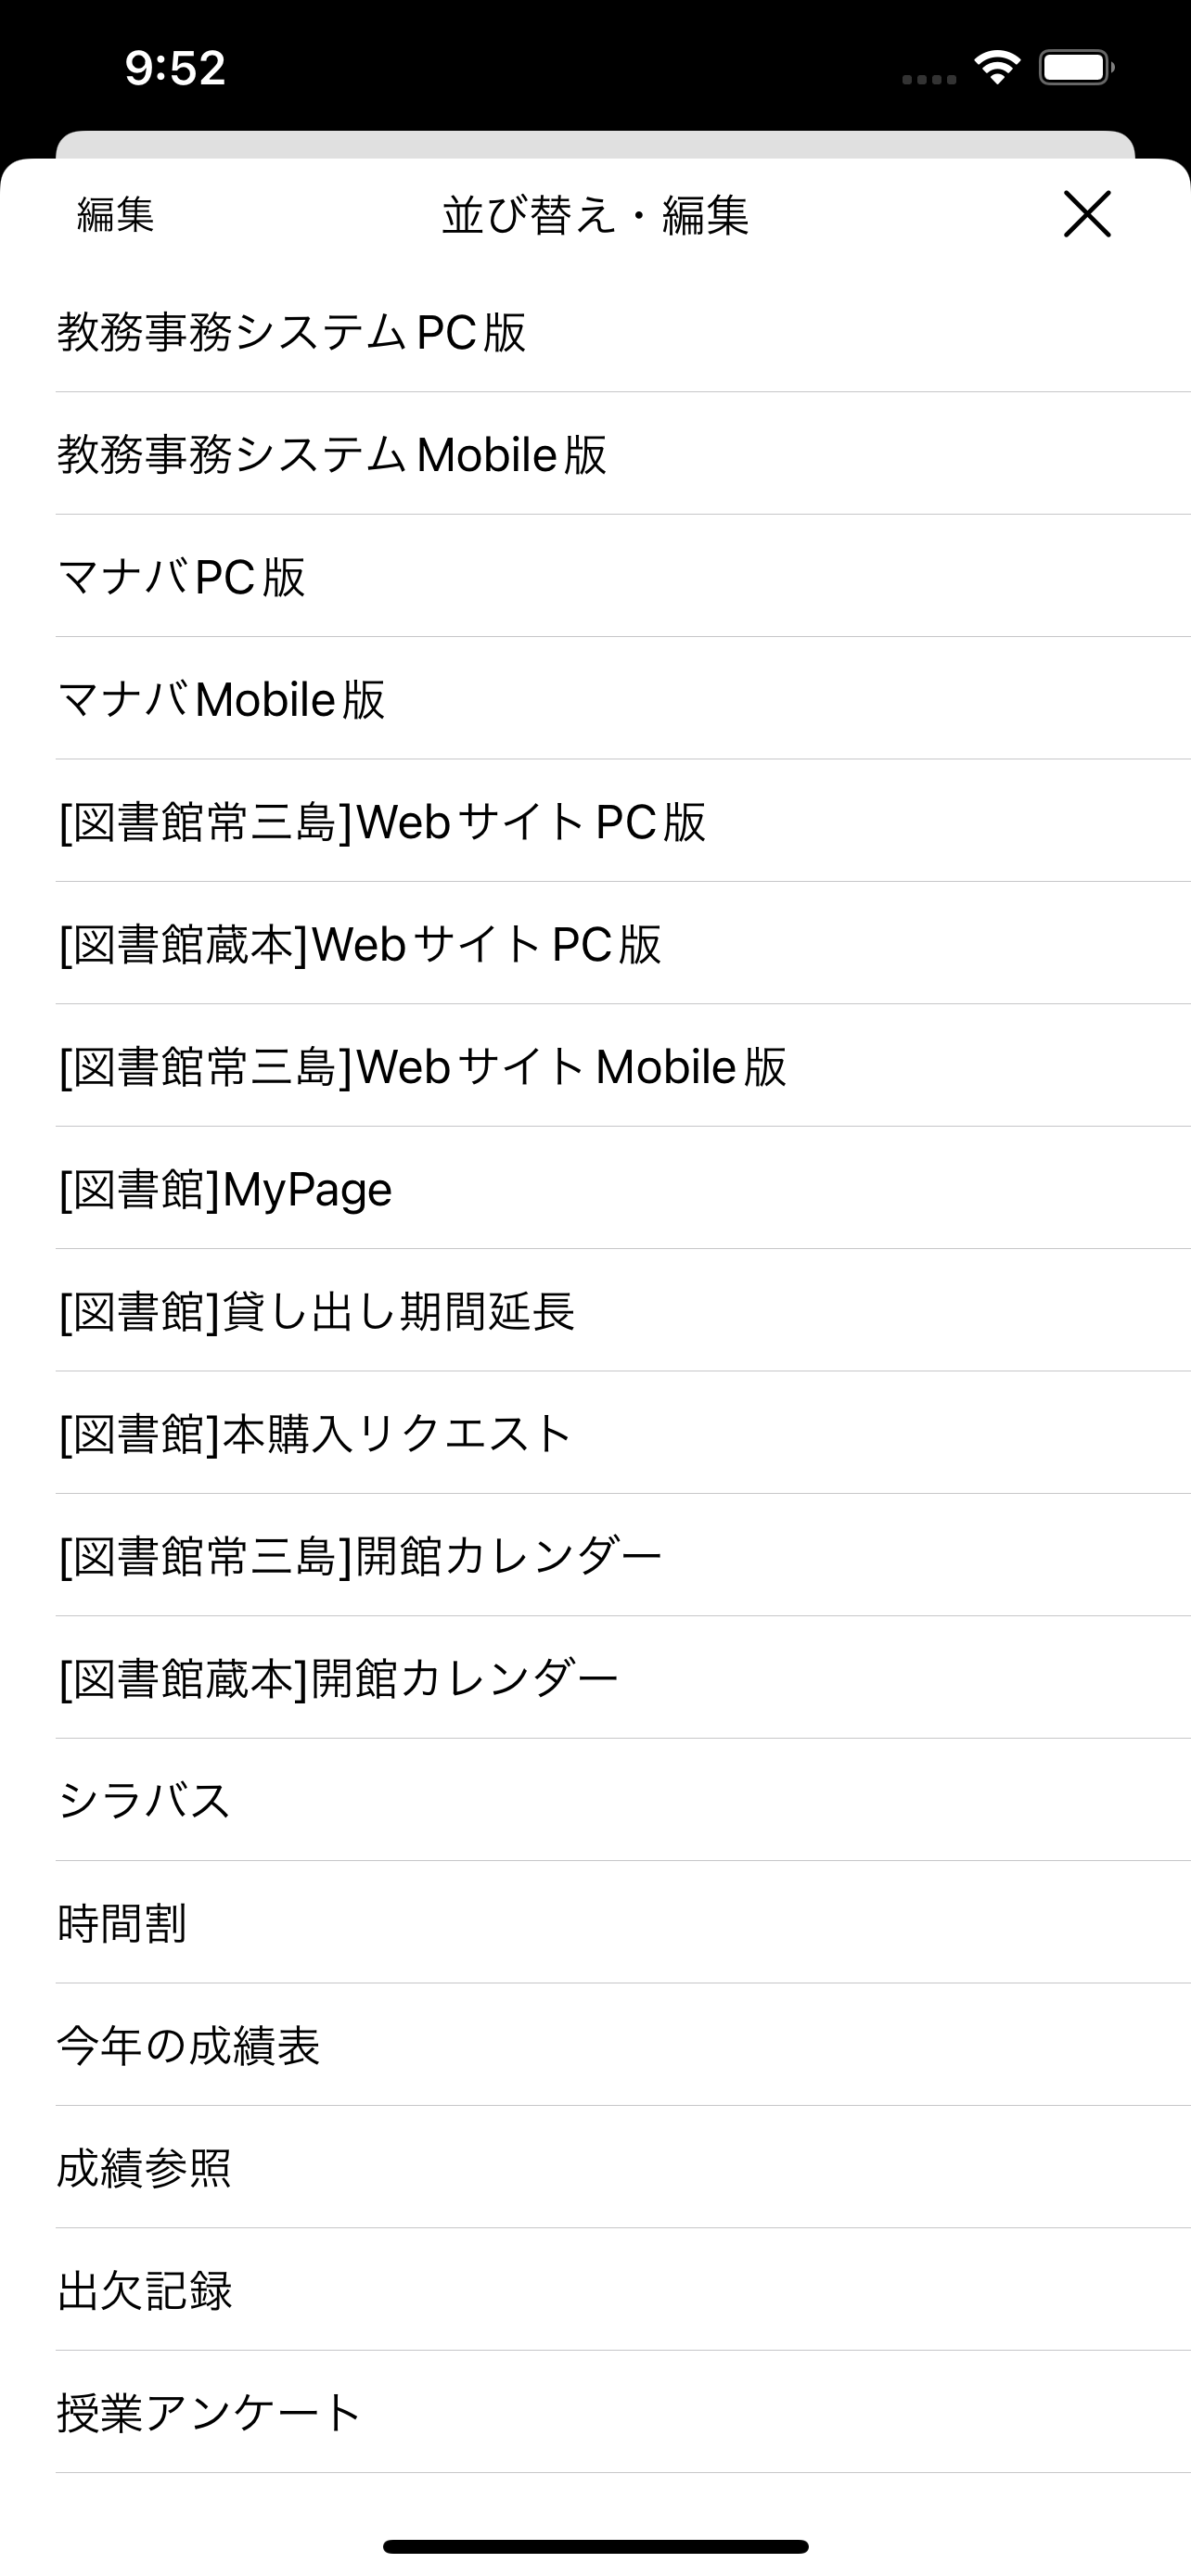 9:52
編集
並び替え・編集
教務事務システムPC版
教務事務システムMobile版
マナバPC版
マナバMobile版
[図書館常三島]WebサイトPC版
[図書館蔵本]WebサイトPC版
[図書館常三島]WebサイトMobile版
[図書館]MyPage
[図書館]貸し出し期間延長
[図書館]本購入リクエスト
[図書館常三島]開館カレンダー
[図書館蔵本]開館カレンダー
シラバス
時間割
今年の成績表
成績参照
出欠記録
授業アンケート